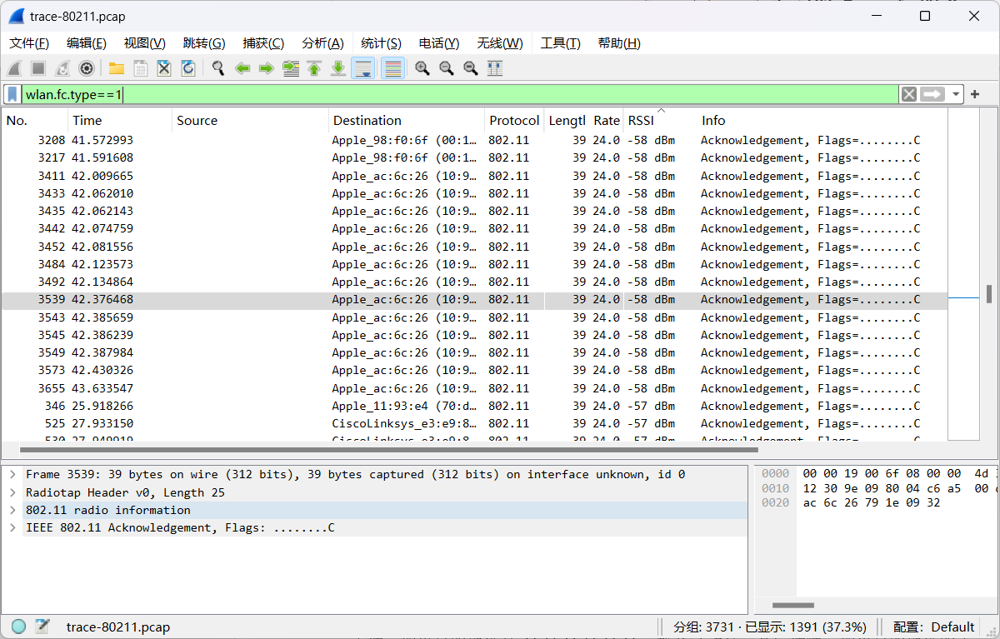 trace-80211.pcap
文件(F) 编辑(E) 视图(V) 跳转(G) 捕获(C) 分析(A) 统计(S) 电话(Y) 无线(W) 工具(T) 帮助(H)
wlan.fc.type==1
No. Time Source Destination Protocol Lengtl Rate RSSI Info
3208 41.572993 Apple_98:f0:6f (00:1… 802.11 39 24.0 -58 dBm Acknowledgement, Flags=........C
3217 41.591608 Apple_98:f0:6f (00:1… 802.11 39 24.0 -58 dBm Acknowledgement, Flags=........C
3411 42.009665 Apple_ac:6c:26 (10:9… 802.11 39 24.0 -58 dBm Acknowledgement, Flags=........C
3433 42.062010 Apple_ac:6c:26 (10:9… 802.11 39 24.0 -58 dBm Acknowledgement, Flags=........C
3435 42.062143 Apple_ac:6c:26 (10:9… 802.11 39 24.0 -58 dBm Acknowledgement, Flags=........C
3442 42.074759 Apple_ac:6c:26 (10:9… 802.11 39 24.0 -58 dBm Acknowledgement, Flags=........C
3452 42.081556 Apple_ac:6c:26 (10:9… 802.11 39 24.0 -58 dBm Acknowledgement, Flags=........C
3484 42.123573 Apple_ac:6c:26 (10:9… 802.11 39 24.0 -58 dBm Acknowledgement, Flags=........C
3492 42.134864 Apple_ac:6c:26 (10:9… 802.11 39 24.0 -58 dBm Acknowledgement, Flags=........C
3539 42.376468 Apple_ac:6c:26 (10:9… 802.11 39 24.0 -58 dBm Acknowledgement, Flags=........C
3543 42.385659 Apple_ac:6c:26 (10:9… 802.11 39 24.0 -58 dBm Acknowledgement, Flags=........C
3545 42.386239 Apple_ac:6c:26 (10:9… 802.11 39 24.0 -58 dBm Acknowledgement, Flags=........C
3549 42.387984 Apple_ac:6c:26 (10:9… 802.11 39 24.0 -58 dBm Acknowledgement, Flags=........C
3573 42.430326 Apple_ac:6c:26 (10:9… 802.11 39 24.0 -58 dBm Acknowledgement, Flags=........C
3655 43.633547 Apple_ac:6c:26 (10:9… 802.11 39 24.0 -58 dBm Acknowledgement, Flags=........C
346 25.918266 Apple_11:93:e4 (70:d… 802.11 39 24.0 -57 dBm Acknowledgement, Flags=........C
525 27.933150 CiscoLinksys_e3:e9:8… 802.11 39 24.0 -57 dBm Acknowledgement, Flags=........C
530 27.949919 CiscoLinksys_e3:e9:8… 802.11 39 24.0 -57 dBm Acknowledgement, Flags=........C
Frame 3539: 39 bytes on wire (312 bits), 39 bytes captured (312 bits) on interface unknown, id 0
Radiotap Header v0, Length 25
802.11 radio information
IEEE 802.11 Acknowledgement, Flags: ........C
0000 00 00 19 00 6f 08 00 00 4d
0010 12 30 9e 09 80 04 c6 a5 00
0020 ac 6c 26 79 1e 09 32
trace-80211.pcap 分组: 3731 · 已显示: 1391 (37.3%) 配置: Default